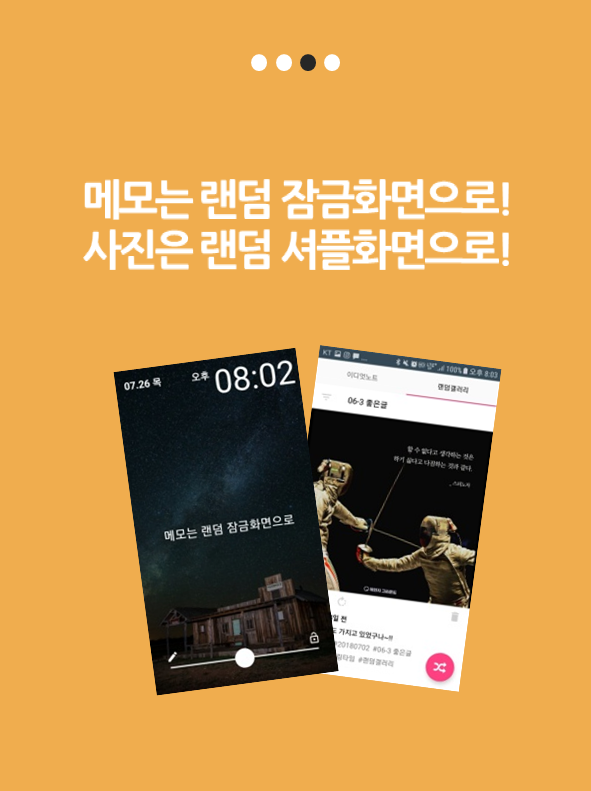 메모는 랜덤 잠금화면으로!
사진은 랜덤 셔플화면으로!
07.26 목
오후 08:02
메모는 랜덤 잠금화면으로
KT
100% 오후 8:03
이디엇노트
랜덤갤러리
06-3 좋은글
할 수 없다고 생각하는 것은
하기 싫다고 다짐하는 것과 같다.
스피노자
일 전
도 가지고 있었구나~!!
#20180702 #06-3 좋은글
#랜덤갤러리